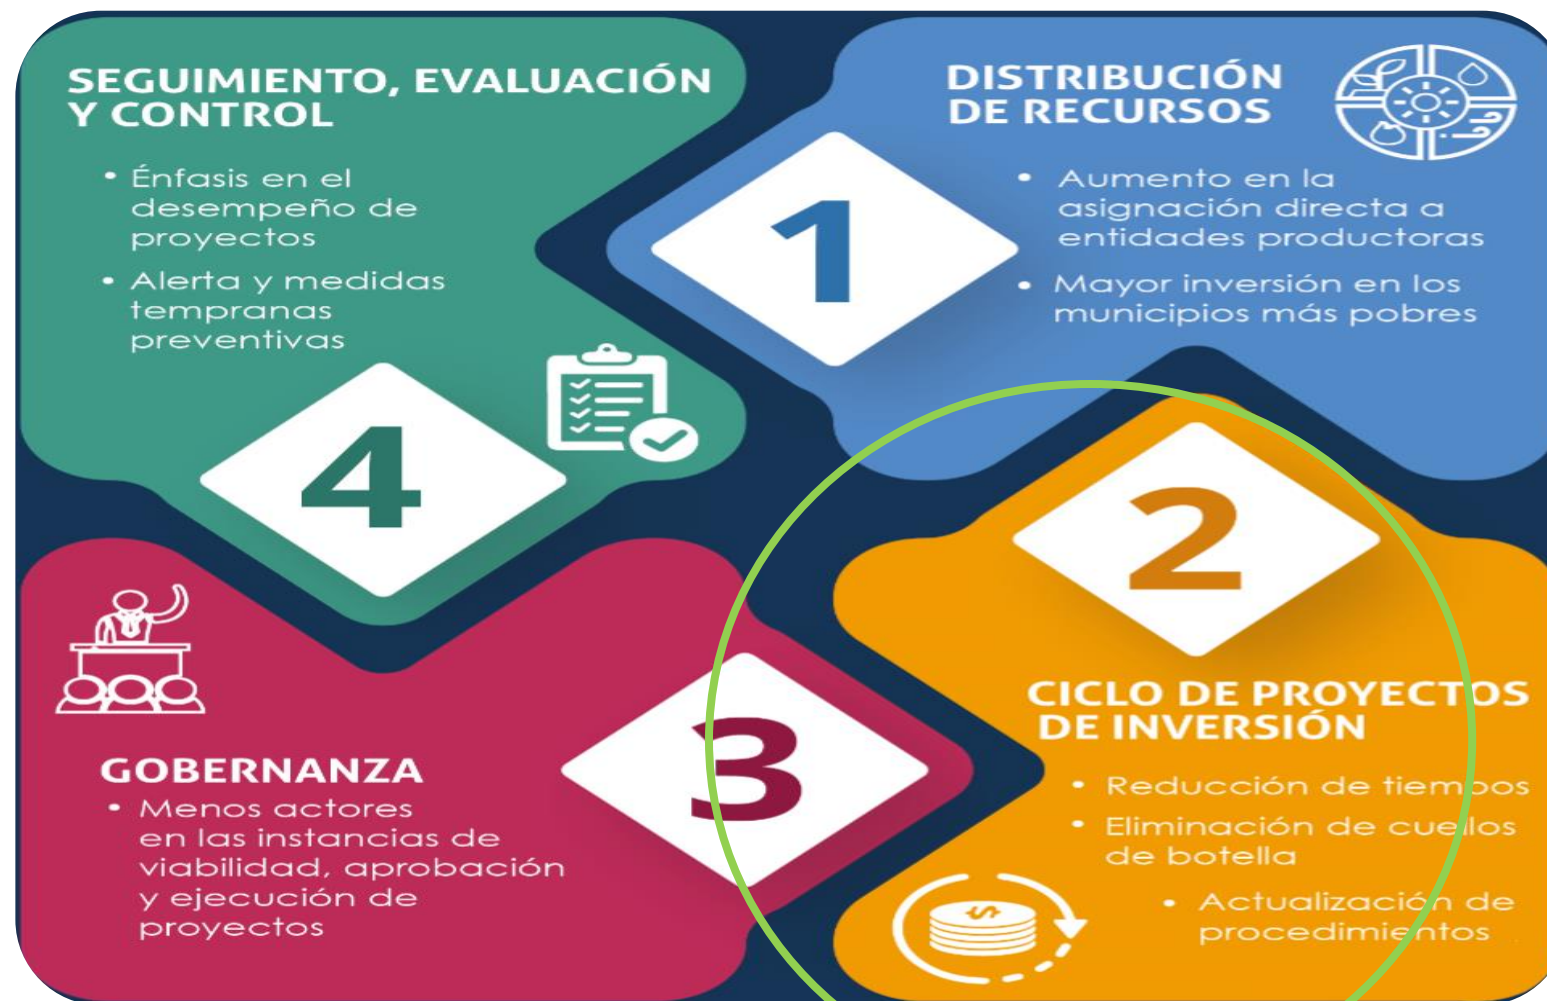 SEGUIMIENTO, EVALUACIÓN
Y CONTROL
• Énfasis en el
desempeño de
proyectos
• Alerta y medidas
tempranas
preventivas
4
DISTRIBUCIÓN
DE RECURSOS
1
• Aumento en la
asignación directa a
entidades productoras
• Mayor inversión en los
municipios más pobres
2
CICLO DE PROYECTOS
DE INVERSIÓN
• Reducción de tiempos
• Eliminación de cuellos
de botella
• Actualización de
procedimientos
$
3
GOBERNANZA
• Menos actores
en las instancias de
viabilidad, aprobación
y ejecución de
proyectos